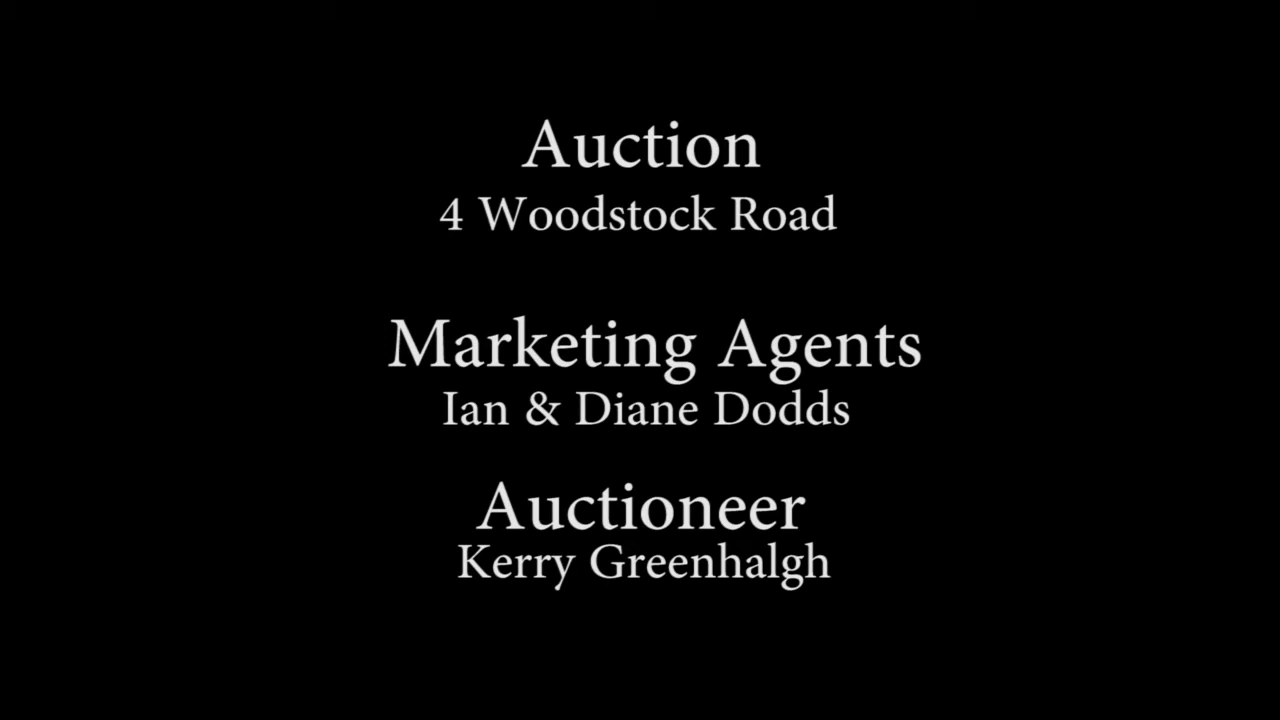 Auction
4 Woodstock Road
Marketing Agents
Ian & Diane Dodds
Auctioneer
Kerry Greenhalgh